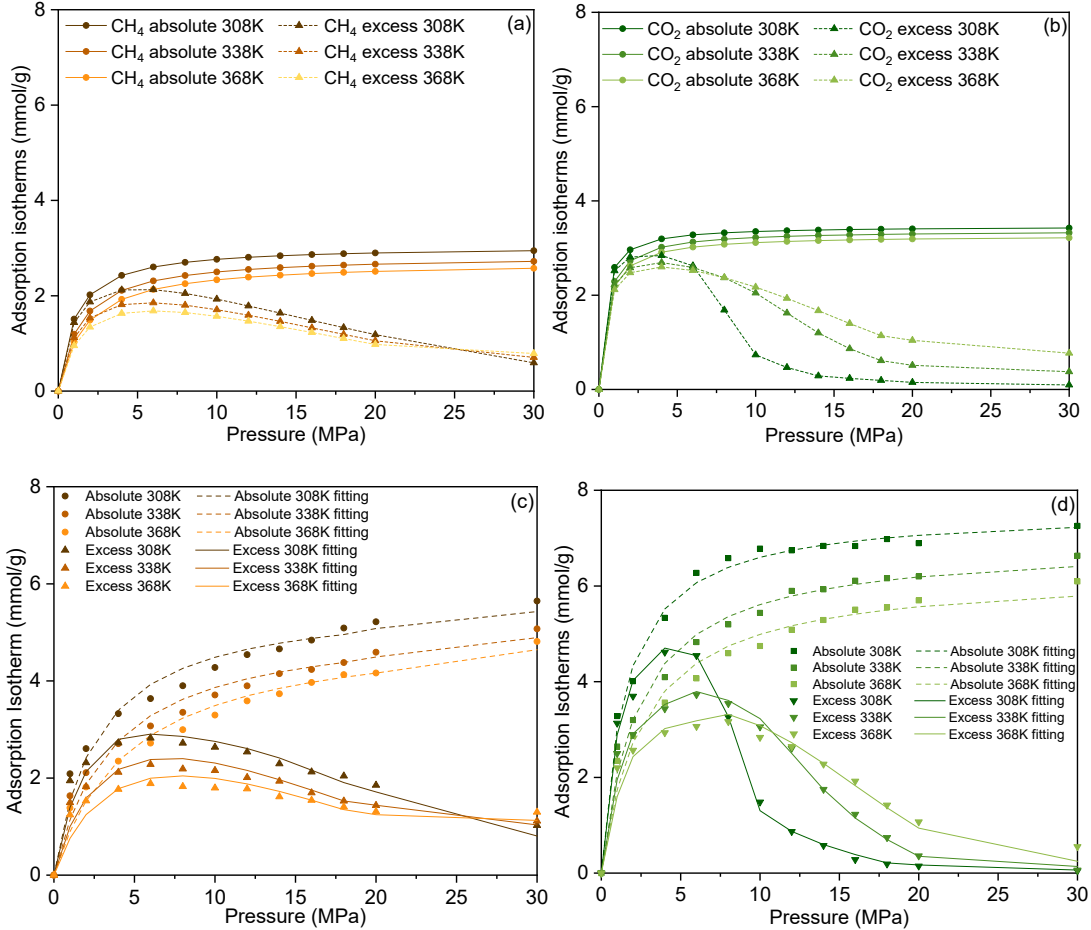 (a)
CH4 absolute 308K
CH4 excess 308K
CH4 absolute 338K
CH4 excess 338K
CH4 absolute 368K
CH4 excess 368K
Adsorption isotherms (mmol/g)
8
6
4
2
0
0 5 10 15 20 25 30
Pressure (MPa)
(b)
CO2 absolute 308K
CO2 excess 308K
CO2 absolute 338K
CO2 excess 338K
CO2 absolute 368K
CO2 excess 368K
Adsorption isotherms (mmol/g)
8
6
4
2
0
0 5 10 15 20 25 30
Pressure (MPa)
(c)
Absolute 308K
Absolute 308K fitting
Absolute 338K
Absolute 338K fitting
Absolute 368K
Absolute 368K fitting
Excess 308K
Excess 308K fitting
Excess 338K
Excess 338K fitting
Excess 368K
Excess 368K fitting
Adsorption Isotherm (mmol/g)
8
6
4
2
0
0 5 10 15 20 25 30
Pressure (MPa)
(d)
Absolute 308K
Absolute 308K fitting
Absolute 338K
Absolute 338K fitting
Absolute 368K
Absolute 368K fitting
Excess 308K
Excess 308K fitting
Excess 338K
Excess 338K fitting
Excess 368K
Excess 368K fitting
Adsorption Isotherms (mmol/g)
8
6
4
2
0
0 5 10 15 20 25 30
Pressure (MPa)